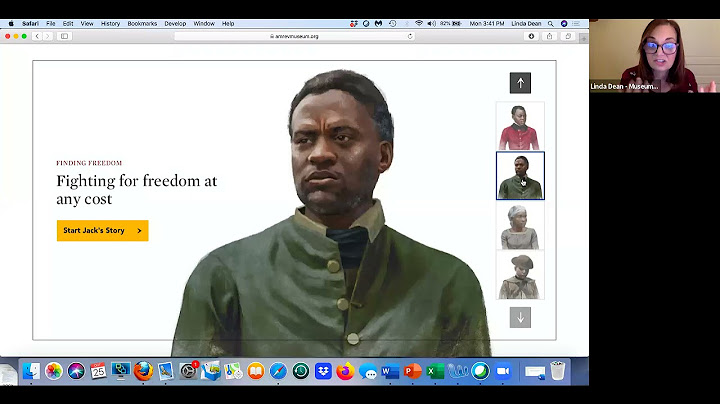 Safari File Edit View History Bookmarks Develop Window Help 82% Mon 3:41 PM Linda Dean
amrevmuseum.org
Linda Dean - Museum...
FINDING FREEDOM
Fighting for freedom at
any cost
Start Jack's Story
25
1
W P X